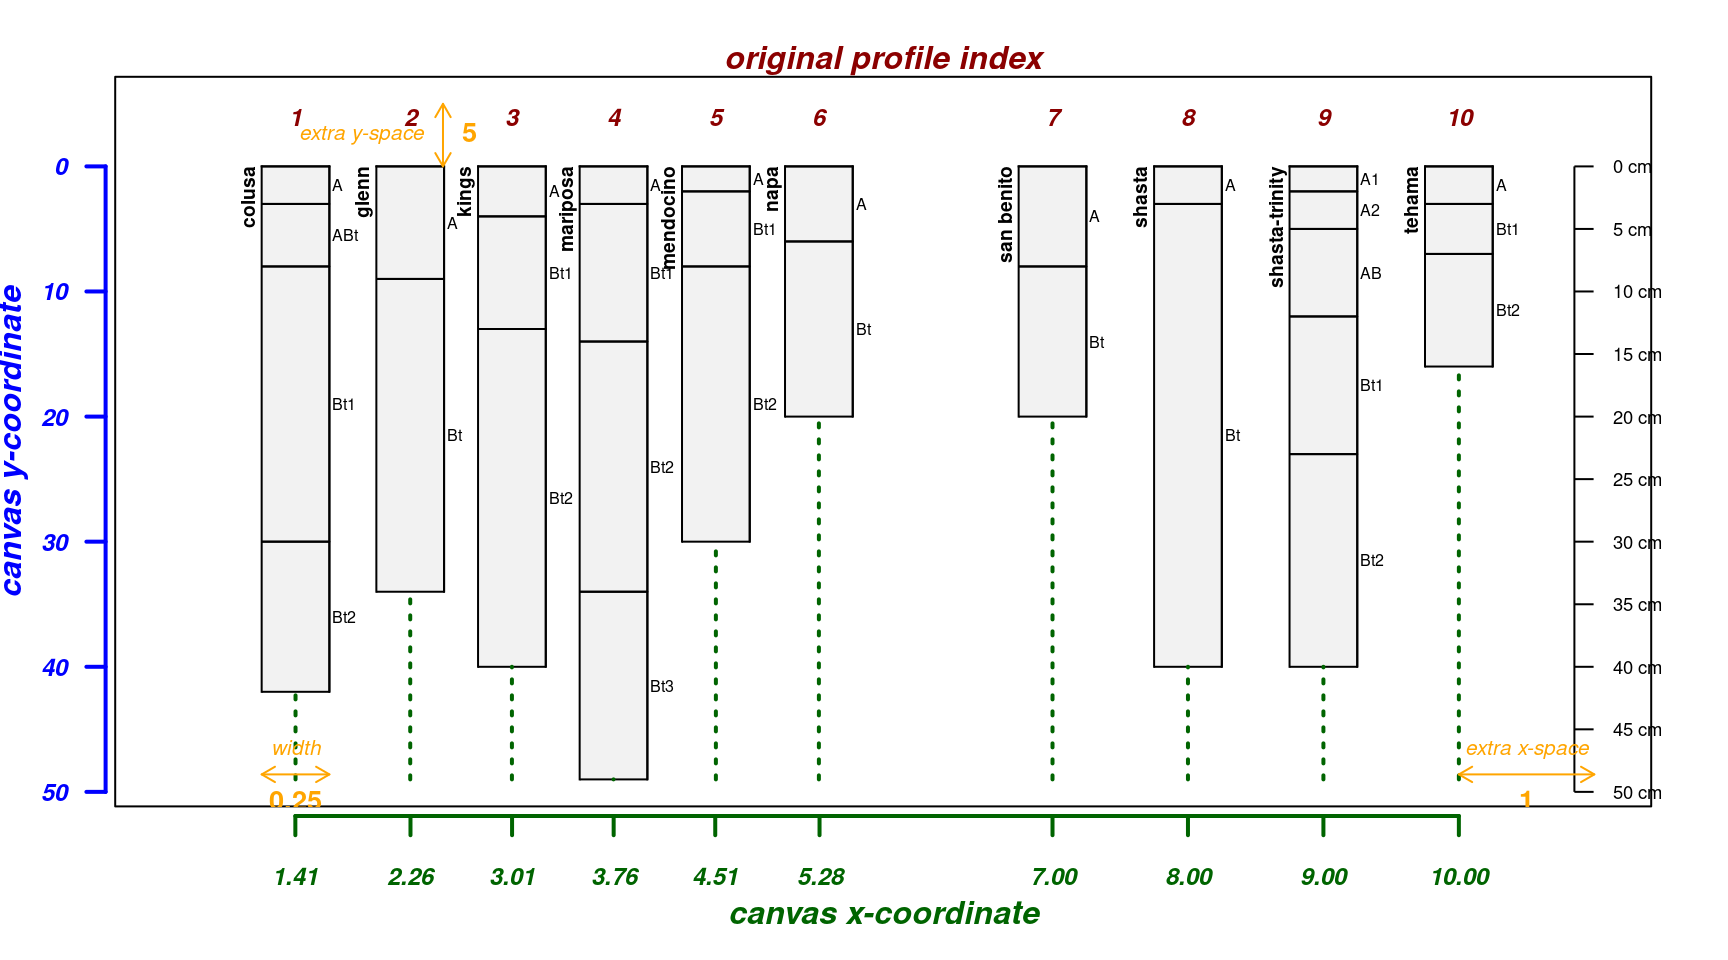 original profile index
1 2 3 4 5 6 7 8 9 10
extra y-space 5
canvas y-coordinate
0
10
20
30
40
50
colusa
A
ABt
Bt1
Bt2
glenn
A
Bt
kings
A
Bt1
Bt2
mariposa
A
Bt1
Bt2
Bt3
mendocino
A
Bt1
Bt2
napa
A
Bt
san benito
A
Bt
shasta
A
Bt
shasta-trinity
A1
A2
AB
Bt1
Bt2
tehama
A
Bt1
Bt2
0 cm
5 cm
10 cm
15 cm
20 cm
25 cm
30 cm
35 cm
40 cm
45 cm
50 cm
width
0.25
extra x-space
1
1.41 2.26 3.01 3.76 4.51 5.28 7.00 8.00 9.00 10.00
canvas x-coordinate